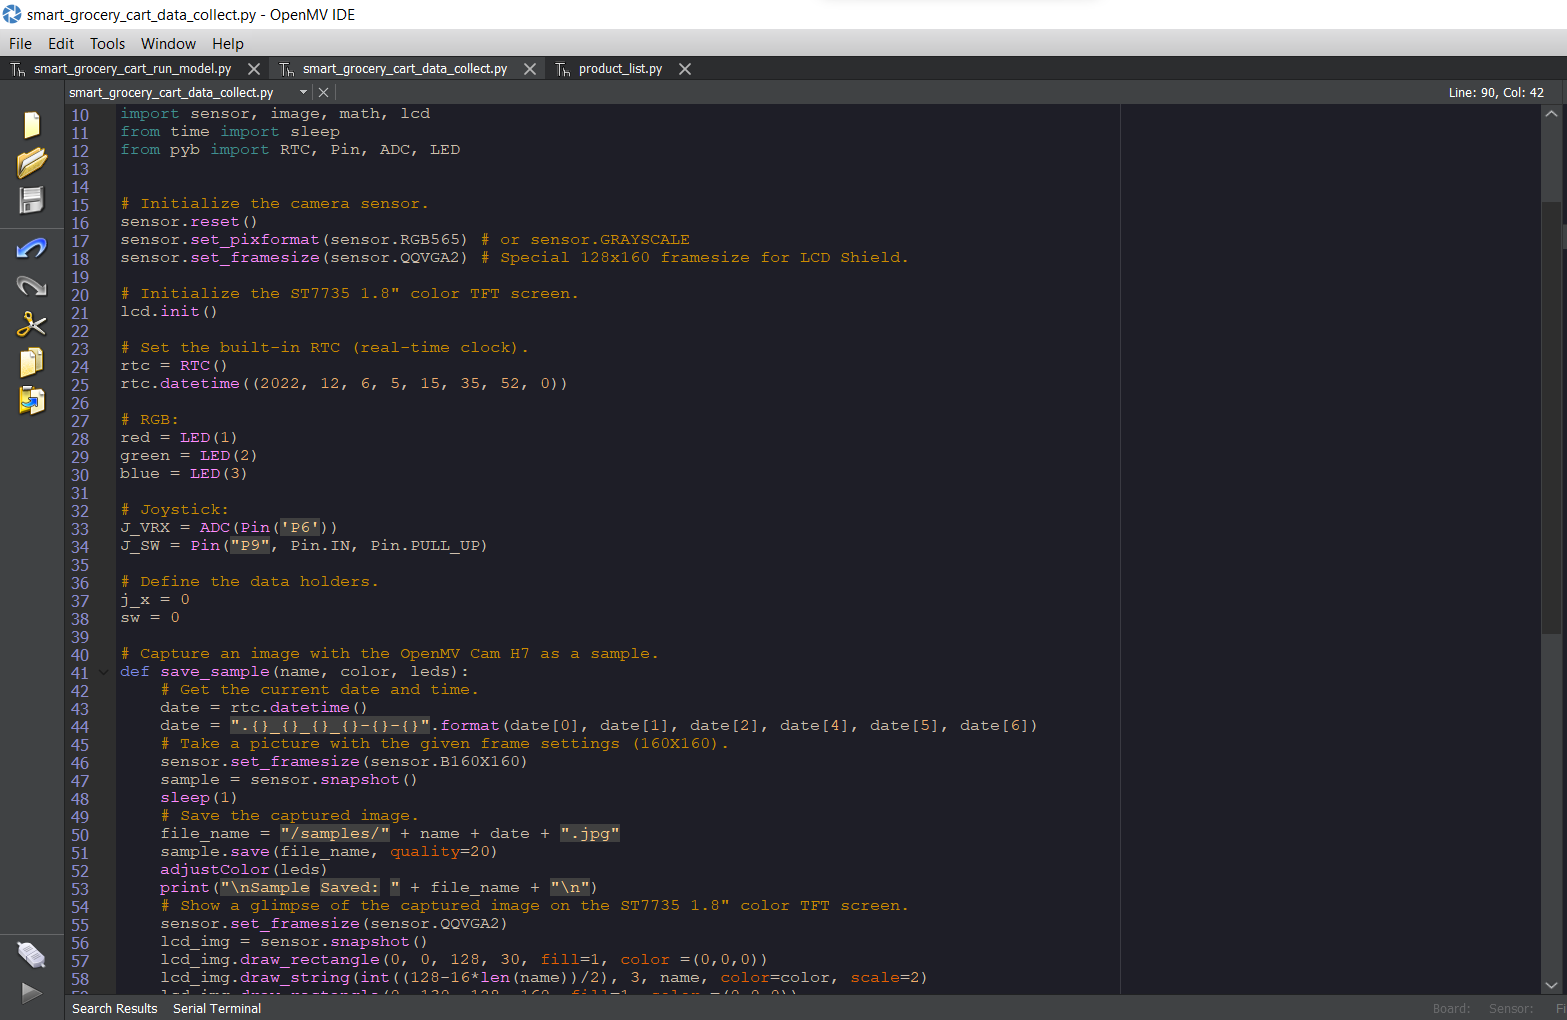 smart_grocery_cart_data_collect.py - OpenMV IDE
File Edit Tools Window Help
smart_grocery_cart_run_model.py smart_grocery_cart_data_collect.py product_list.py
smart_grocery_cart_data_collect.py Line: 90, Col: 42
10 import sensor, image, math, lcd
11 from time import sleep
12 from pyb import RTC, Pin, ADC, LED
13
14
15 # Initialize the camera sensor.
16 sensor.reset()
17 sensor.set_pixformat(sensor.RGB565) # or sensor.GRAYSCALE
18 sensor.set_framesize(sensor.QQVGA2) # Special 128x160 framesize for LCD Shield.
19
20 # Initialize the ST7735 1.8" color TFT screen.
21 lcd.init()
22
23 # Set the built-in RTC (real-time clock).
24 rtc = RTC()
25 rtc.datetime((2022, 12, 6, 5, 15, 35, 52, 0))
26
27 # RGB:
28 red = LED(1)
29 green = LED(2)
30 blue = LED(3)
31
32 # Joystick:
33 J_VRX = ADC(Pin('P6'))
34 J_SW = Pin("P9", Pin.IN, Pin.PULL_UP)
35
36 # Define the data holders.
37 j_x = 0
38 sw = 0
39
40 # Capture an image with the OpenMV Cam H7 as a sample.
41 def save_sample(name, color, leds):
42 # Get the current date and time.
43 date = rtc.datetime()
44 date = ".{}_{}_{}_{}-{}-{}".format(date[0], date[1], date[2], date[4], date[5], date[6])
45 # Take a picture with the given frame settings (160X160).
46 sensor.set_framesize(sensor.B160X160)
47 sample = sensor.snapshot()
48 sleep(1)
49 # Save the captured image.
50 file_name = "/samples/" + name + date + ".jpg"
51 sample.save(file_name, quality=20)
52 adjustColor(leds)
53 print("\nSample Saved: " + file_name + "\n")
54 # Show a glimpse of the captured image on the ST7735 1.8" color TFT screen.
55 sensor.set_framesize(sensor.QQVGA2)
56 lcd_img = sensor.snapshot()
57 lcd_img.draw_rectangle(0, 0, 128, 30, fill=1, color =(0,0,0))
58 lcd_img.draw_string(int((128-16*len(name))/2), 3, name, color=color, scale=2)
Search Results Serial Terminal Board: Sensor: